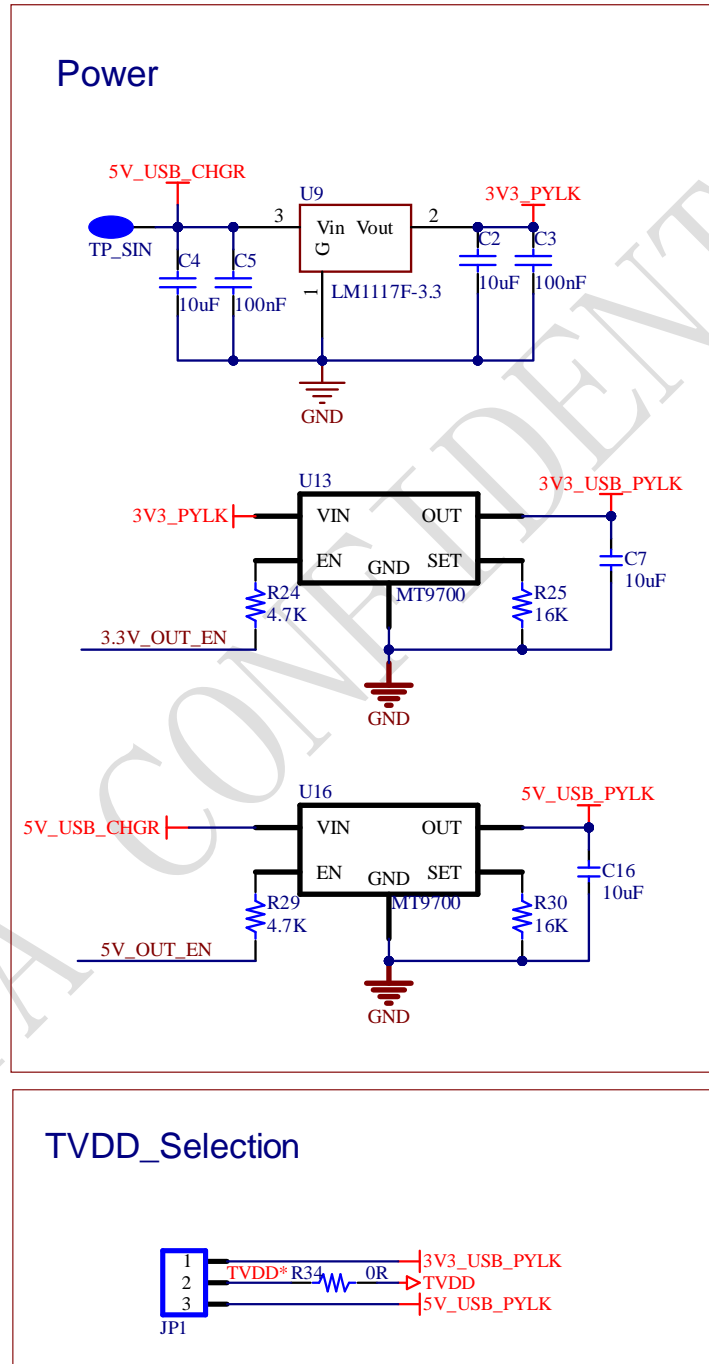 Power
5V_USB_CHGR
U9
3V3_PYLK
3
Vin Vout
2
G
TP_SIN
C4
C5
C2
C3
10uF
100nF
1
LM1117F-3.3
10uF
100nF
GND
U13
3V3_USB_PYLK
3V3_PYLK
VIN
OUT
EN
GND
SET
C7
10uF
R24
4.7K
MT9700
R25
16K
3.3V_OUT_EN
GND
U16
5V_USB_PYLK
5V_USB_CHGR
VIN
OUT
EN
GND
SET
C16
10uF
R29
4.7K
MT9700
R30
16K
5V_OUT_EN
GND
A CONFIDENT
TVDD_Selection
1
3V3_USB_PYLK
2
TVDD* R34
0R
TVDD
3
5V_USB_PYLK
JP1